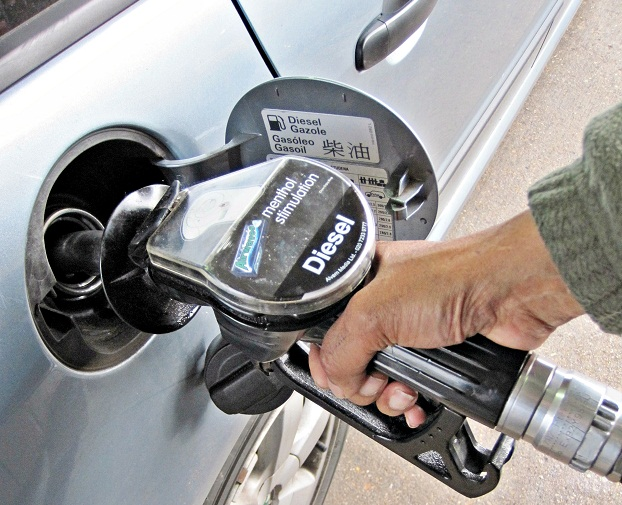 Diesel
Gazole
Gasóleo
Gasoil
柴油
menthol
stimulation
Diesel